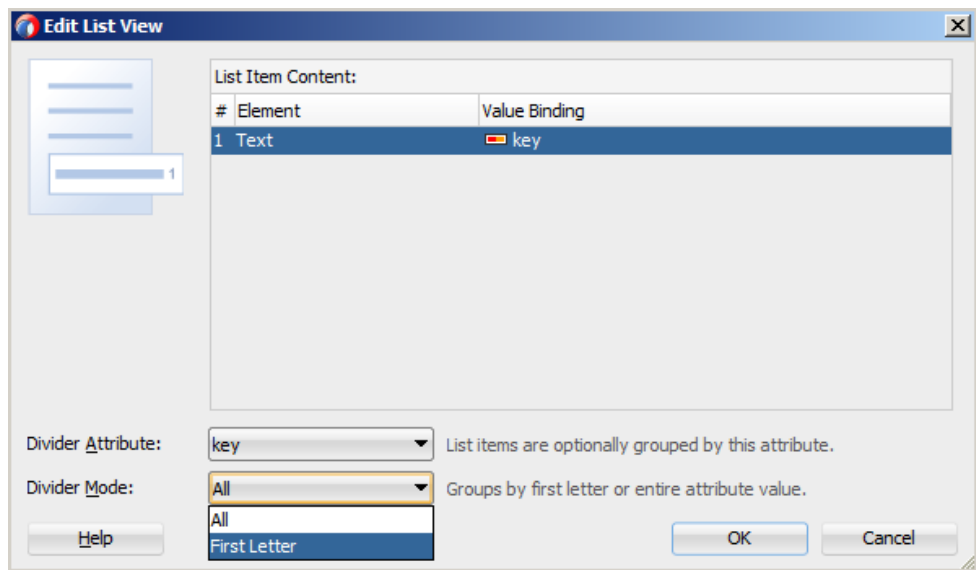 Edit List View
List Item Content:
# Element Value Binding
1 Text key
1
Divider Attribute: key List items are optionally grouped by this attribute.
Divider Mode: All Groups by first letter or entire attribute value.
All
First Letter
Help OK Cancel